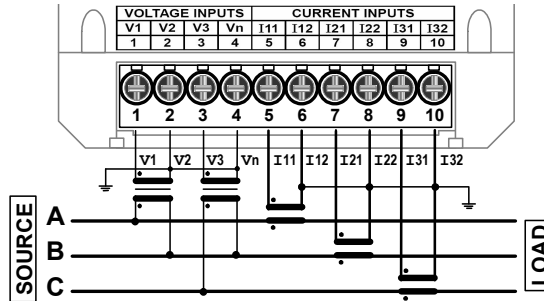 VOLTAGE INPUTS CURRENT INPUTS
V1 V2 V3 Vn I11 I12 I21 I22 I31 I32
1 2 3 4 5 6 7 8 9 10
1 2 3 4 5 6 7 8 9 10
V1 V2 V3 Vn I11 I12 I21 I22 I31 I32
SOURCE
A
B
C
LOAD